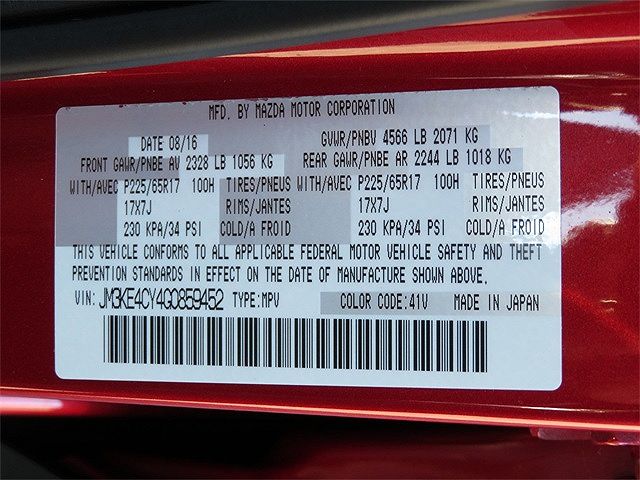 MFD. BY MAZDA MOTOR CORPORATION
DATE 08/16 GVWR/PNBV 4566 LB 2071 KG
FRONT GAWR/PNBE AV 2328 LB 1056 KG REAR GAWR/PNBE AR 2244 LB 1018 KG
WITH/AVEC P225/65R17 100H TIRES/PNEUS WITH/AVEC P225/65R17 100H TIRES/PNEUS
17X7J RIMS/JANTES 17X7J RIMS/JANTES
230 KPA/34 PSI COLD/A FROID 230 KPA/34 PSI COLD/A FROID
THIS VEHICLE CONFORMS TO ALL APPLICABLE FEDERAL MOTOR VEHICLE SAFETY AND THEFT
PREVENTION STANDARDS IN EFFECT ON THE DATE OF MANUFACTURE SHOWN ABOVE.
VIN: JM3KE4CY4G0859452 TYPE:MPV COLOR CODE:41V MADE IN JAPAN